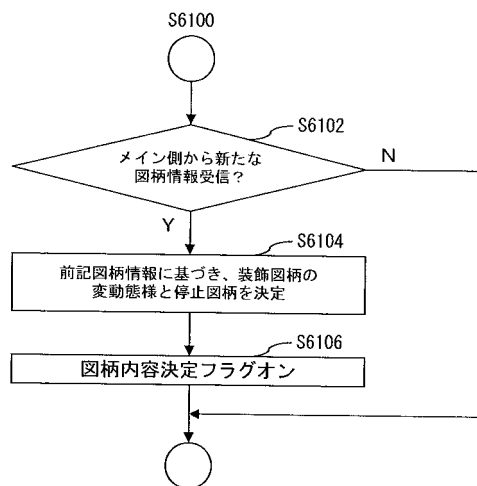 S6100
S6102
メイン側から新たな
図柄情報受信？
N
Y
S6104
前記図柄情報に基づき、装飾図柄の
変動態様と停止図柄を決定
S6106
図柄内容決定フラグオン